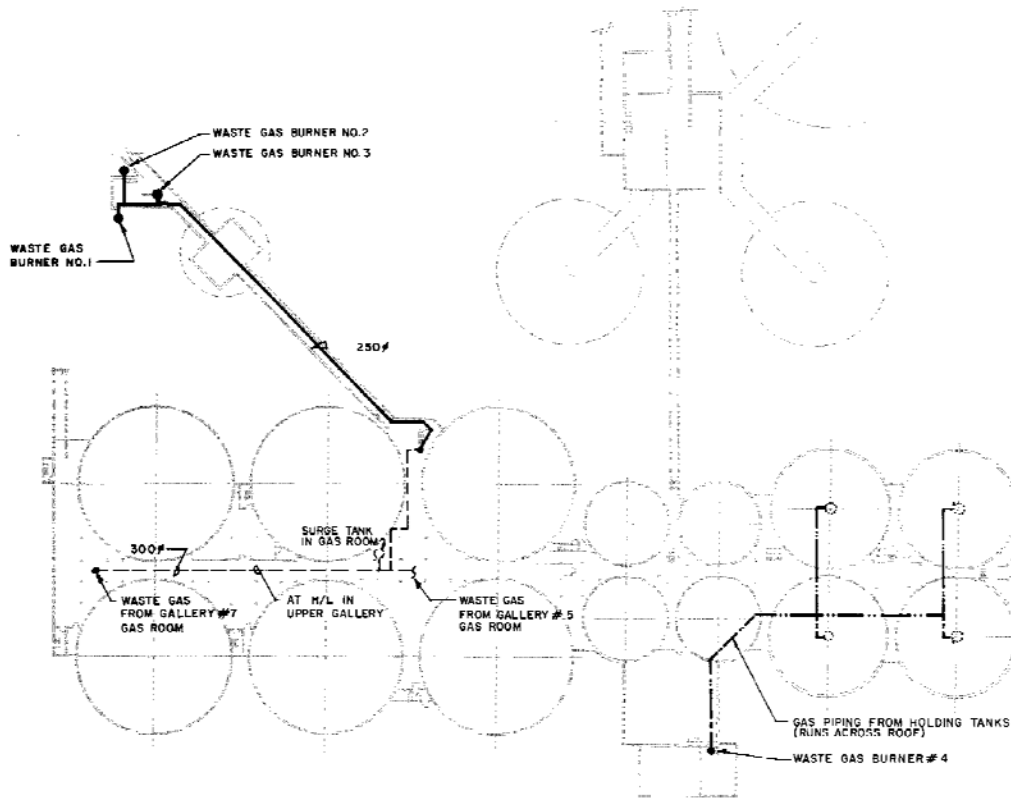 WASTE GAS BURNER NO.2
WASTE GAS BURNER NO.3
WASTE GAS
BURNER NO.1
250∮
SURGE TANK
IN GAS ROOM
300∮
WASTE GAS
FROM GALLERY #7
GAS ROOM
AT H/L IN
UPPER GALLERY
WASTE GAS
FROM GALLERY #5
GAS ROOM
GAS PIPING FROM HOLDING TANKS
(RUNS ACROSS ROOF)
WASTE GAS BURNER #4